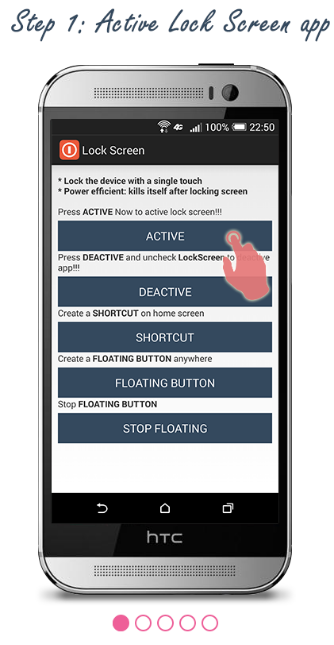 Step 1: Active Lock Screen app
4G 100% 22:50
Lock Screen
* Lock the device with a single touch
* Power efficient: kills itself after locking screen
Press ACTIVE Now to active lock screen!!!
ACTIVE
Press DEACTIVE and uncheck LockScreen to deactive
app!!!
DEACTIVE
Create a SHORTCUT on home screen
SHORTCUT
Create a FLOATING BUTTON anywhere
FLOATING BUTTON
Stop FLOATING BUTTON
STOP FLOATING
hTC